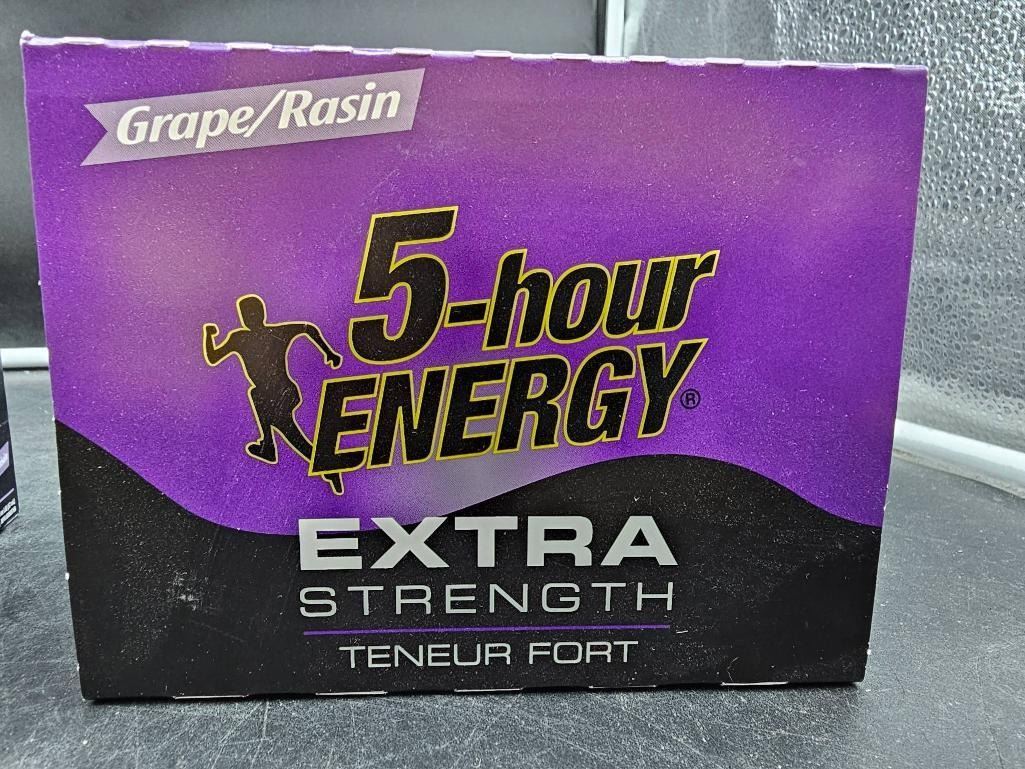 Grape/Rasin
5-hour
ENERGY®
EXTRA
STRENGTH
TENEUR FORT